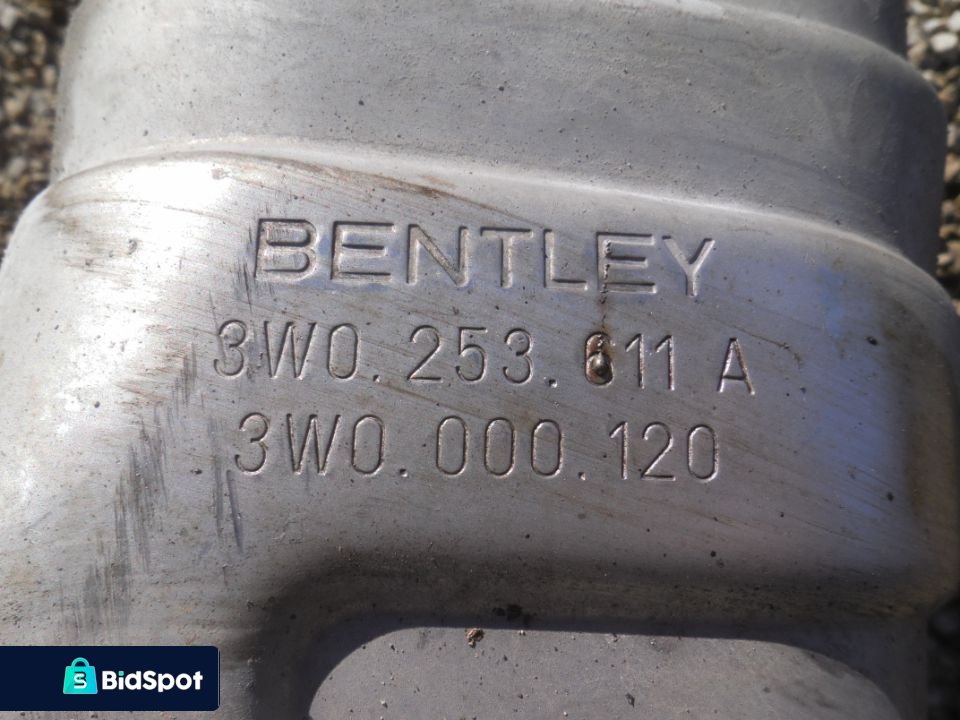 BENTLEY
3W0.253.611 A
3W0.000.120
BidSpot